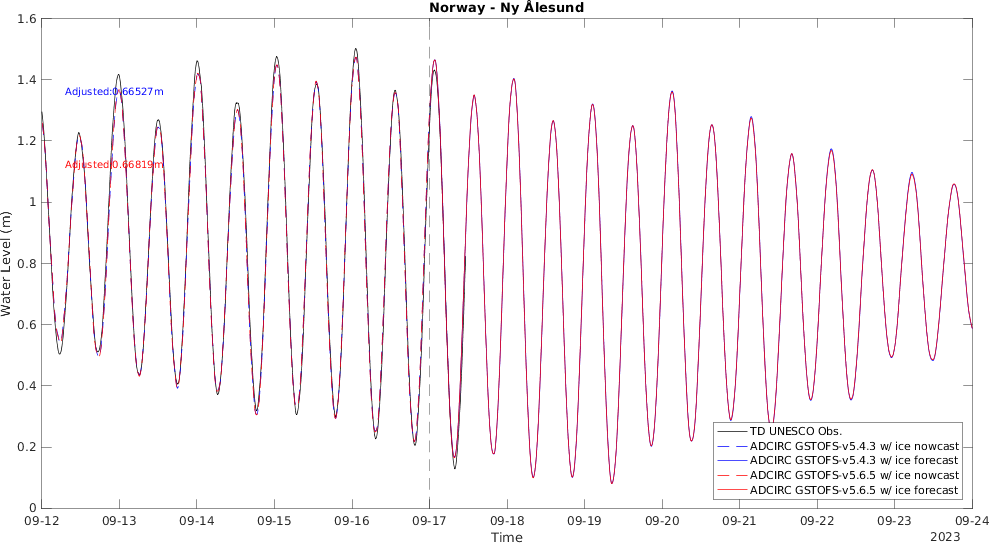 Norway - Ny Ålesund
1.6
1.4
1.2
1
0.8
0.6
0.4
0.2
0
Water Level (m)
Adjusted:0.66527m
Adjusted:0.66819m
TD UNESCO Obs.
ADCIRC GSTOFS-v5.4.3 w/ ice nowcast
ADCIRC GSTOFS-v5.4.3 w/ ice forecast
ADCIRC GSTOFS-v5.6.5 w/ ice nowcast
ADCIRC GSTOFS-v5.6.5 w/ ice forecast
09-12 09-13 09-14 09-15 09-16 09-17 09-18 09-19 09-20 09-21 09-22 09-23 09-24
Time
2023